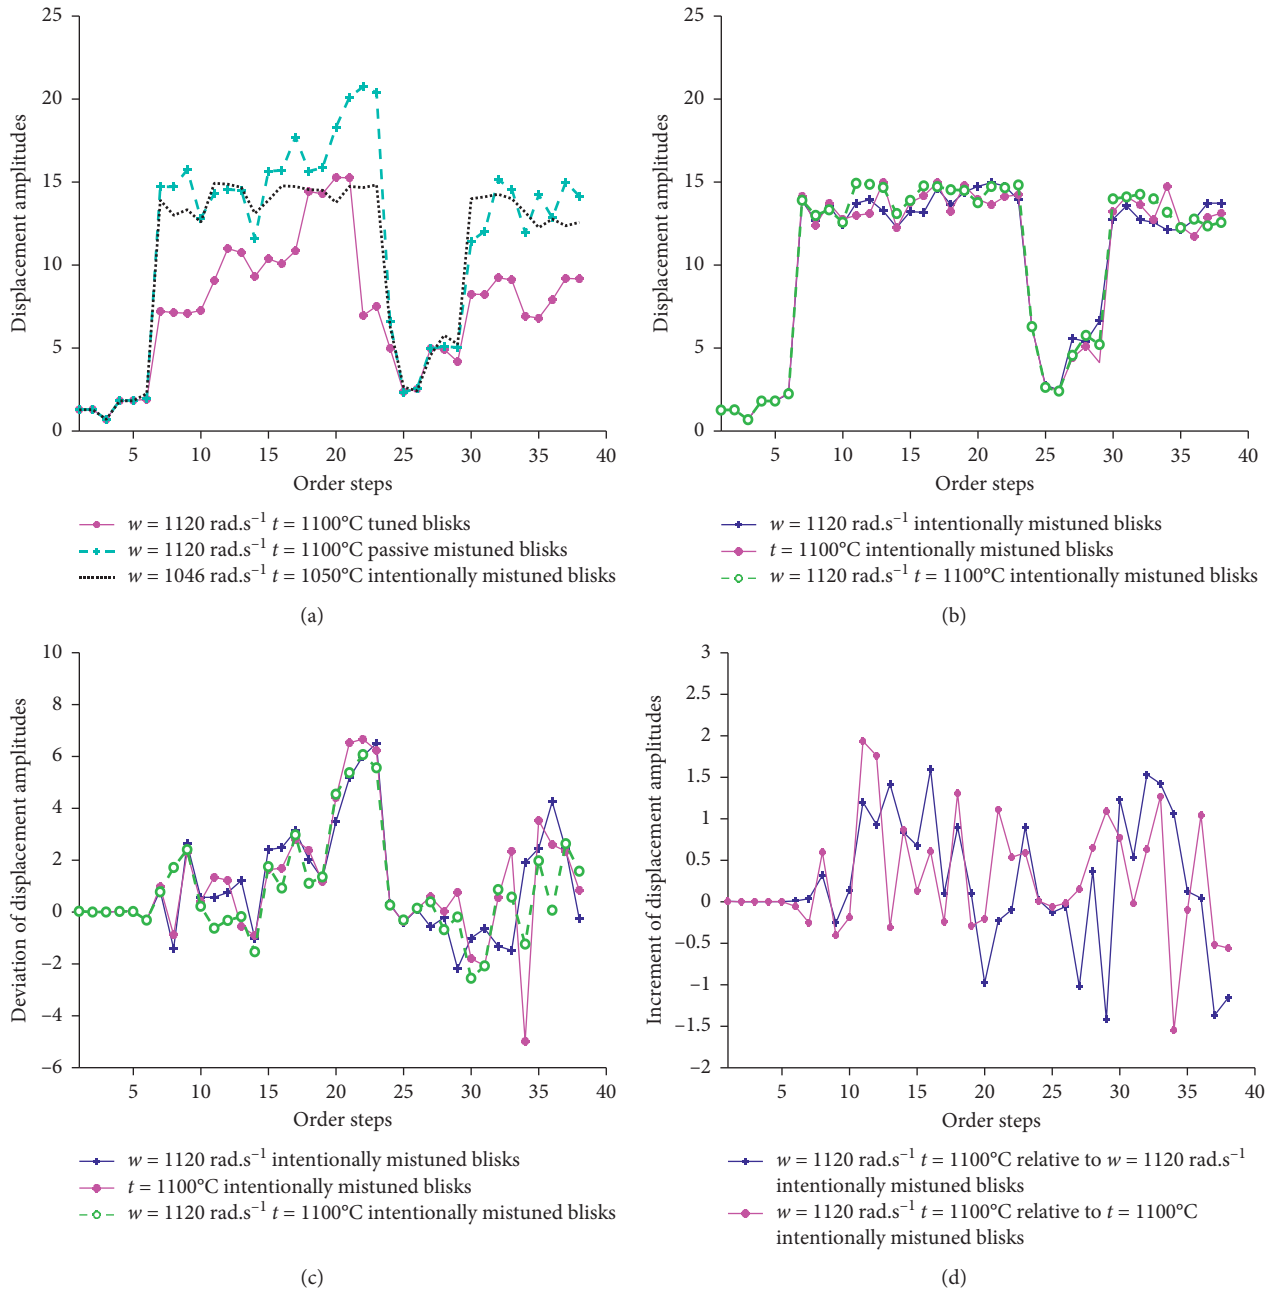 25
20
15
10
5
0
Displacement amplitudes
5
10
15
20
25
30
35
40
Order steps
w = 1120 rad.s⁻¹ t = 1100°C tuned blisks
w = 1120 rad.s⁻¹ t = 1100°C passive mistuned blisks
w = 1046 rad.s⁻¹ t = 1050°C intentionally mistuned blisks
(a)
25
20
15
10
5
0
Displacement amplitudes
5
10
15
20
25
30
35
40
Order steps
w = 1120 rad.s⁻¹ intentionally mistuned blisks
t = 1100°C intentionally mistuned blisks
w = 1120 rad.s⁻¹ t = 1100°C intentionally mistuned blisks
(b)
10
8
6
4
2
0
–2
–4
–6
Deviation of displacement amplitudes
5
10
15
20
25
30
35
40
Order steps
w = 1120 rad.s⁻¹ intentionally mistuned blisks
t = 1100°C intentionally mistuned blisks
w = 1120 rad.s⁻¹ t = 1100°C intentionally mistuned blisks
(c)
3
2.5
2
1.5
1
0.5
0
–0.5
–1
–1.5
–2
Increment of displacement amplitudes
5
10
15
20
25
30
35
40
Order steps
w = 1120 rad.s⁻¹ t = 1100°C relative to w = 1120 rad.s⁻¹
intentionally mistuned blisks
w = 1120 rad.s⁻¹ t = 1100°C relative to t = 1100°C
intentionally mistuned blisks
(d)